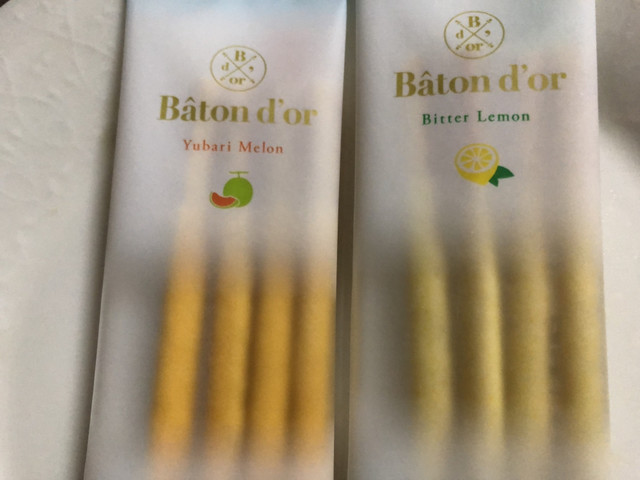 B
d ’
or
Bâton d’or
Yubari Melon
B
d ’
or
Bâton d’or
Bitter Lemon